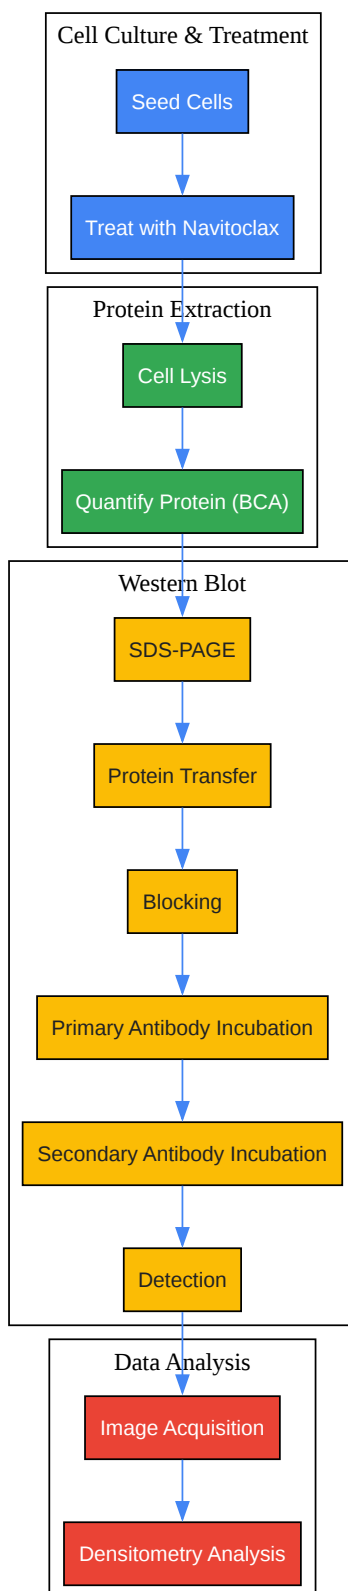 Cell Culture & Treatment
Seed Cells
Treat with Navitoclax
Protein Extraction
Cell Lysis
Quantify Protein (BCA)
Western Blot
SDS-PAGE
Protein Transfer
Blocking
Primary Antibody Incubation
Secondary Antibody Incubation
Detection
Data Analysis
Image Acquisition
Densitometry Analysis